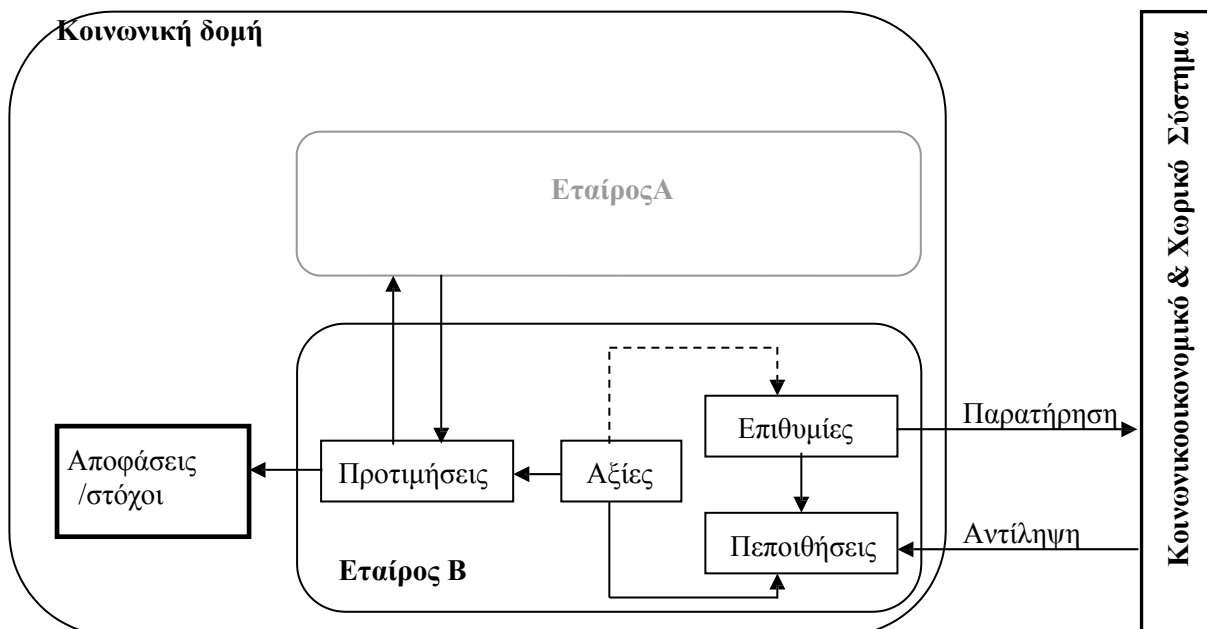 Κοινωνική δομή
ΕταίροςΑ
Επιθυμίες
Παρατήρηση
Αποφάσεις
/στόχοι
Προτιμήσεις
Αξίες
Πεποιθήσεις
Αντίληψη
Εταίρος Β
Κοινωνικοοικονομικό & Χωρικό Σύστημα